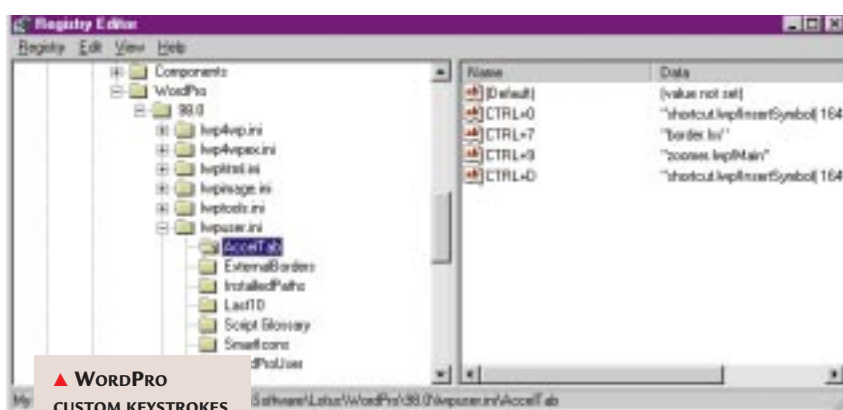 Registry Editor
Registry Edit View Help
Components
WordPro
98.0
lwp4wp.ini
lwp4wpex.ini
lwphtml.ini
lwpimage.ini
lwptools.ini
lwpuser.ini
AccelTab
ExternalBorders
InstalledPaths
Last10
Script Glossary
SmartIcons
dProUser
Name Data
(Default) (value not set)
CTRL+0 "shortcut.lwp!InsertSymbol( 164
CTRL+7
CTRL+9 "zoomer.lwp!Main"
CTRL+D "shortcut.lwp!InsertSymbol( 164
My
Software\Lotus\WordPro\98.0\lwpuser.ini\AccelTab
▲ WORDPRO
CUSTOM KEYSTROKES